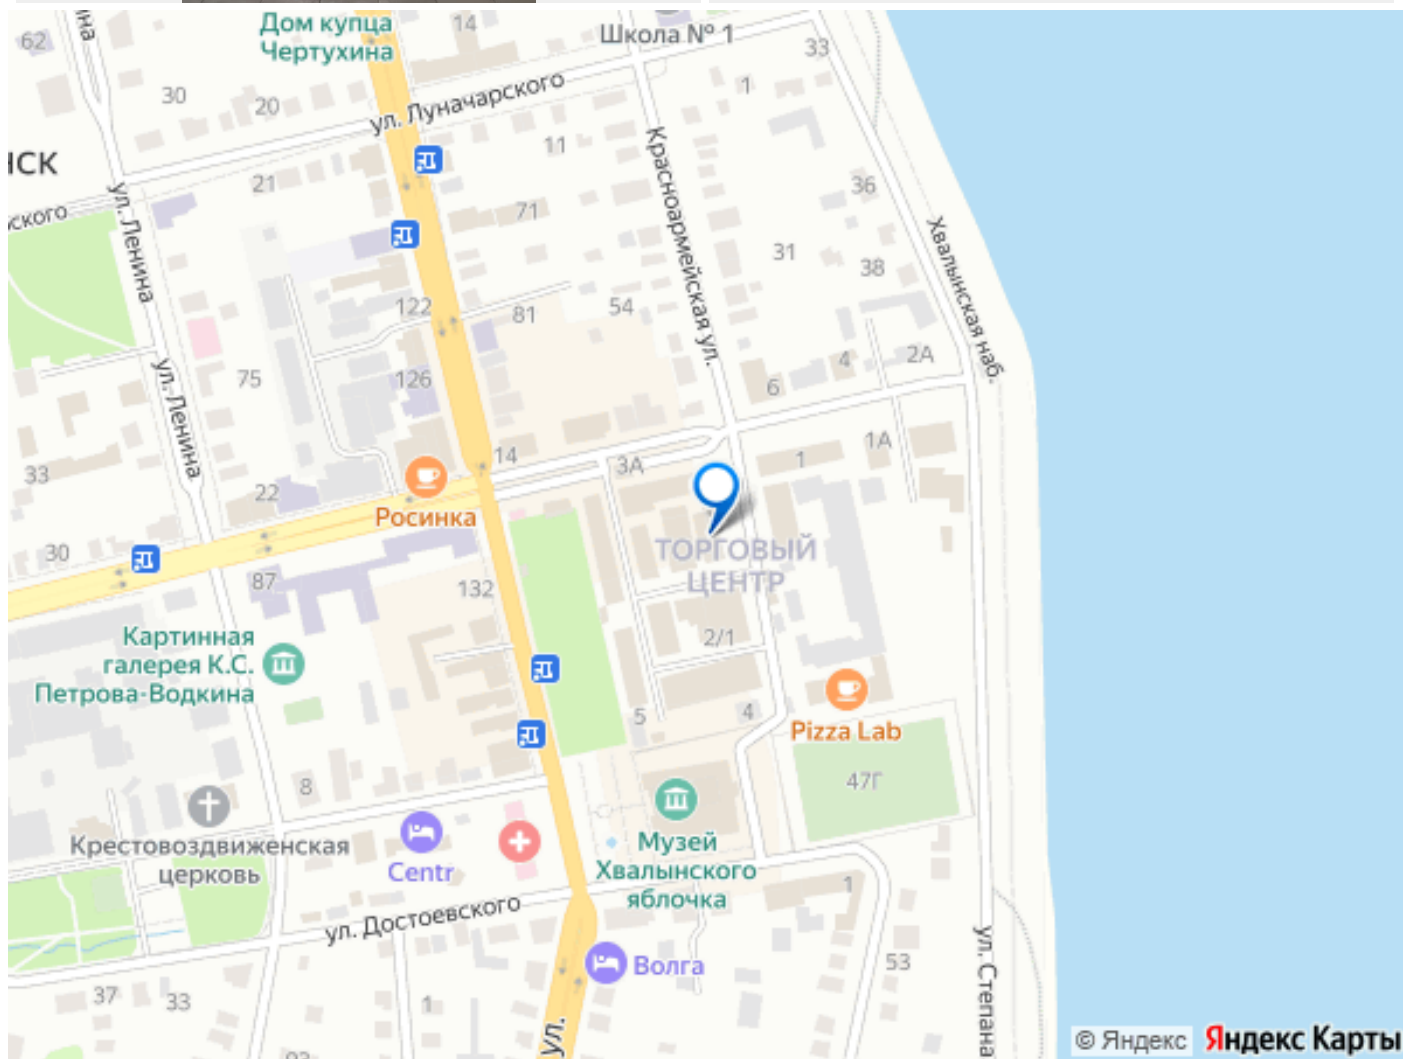 Дом купца
Чертухина
14
Школа № 1
33
62
30
20
ул. Луначарского
1
11
нск
21
71
36
ского
ул. Ленина
Красноармейская ул.
31
38
Хвалынская наб.
122
81
54
75
126
ул. Ленина
6
4
2А
33
22
14
3А
1
1А
Росинка
30
87
132
ТОРГОВЫЙ
ЦЕНТР
2/1
Картинная
галерея К.С.
Петрова-Водкина
5
4
Pizza Lab
47Г
8
Крестовоздвиженская
церковь
Centr
Музей
Хвалынского
яблочка
1
ул. Достоевского
Волга
53
ул. Степана
37
33
1
ул.
© Яндекс Яндекс Карты